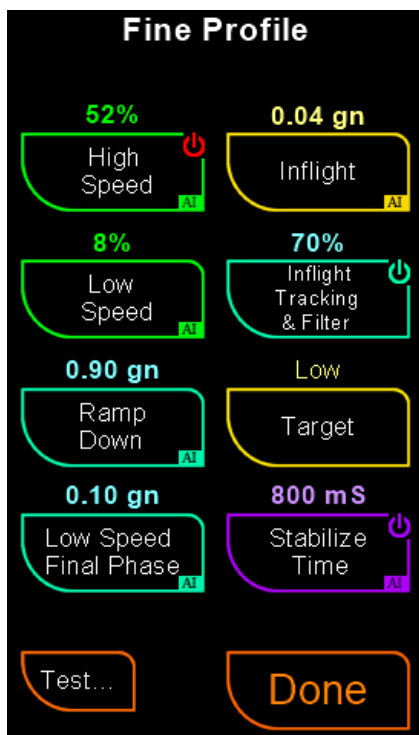 Fine Profile
52%
High
Speed
AI
0.04 gn
Inflight
AI
8%
Low
Speed
AI
70%
Inflight
Tracking
& Filter
0.90 gn
Ramp
Down
AI
Low
Target
0.10 gn
Low Speed
Final Phase
AI
800 mS
Stabilize
Time
AI
Test...
Done